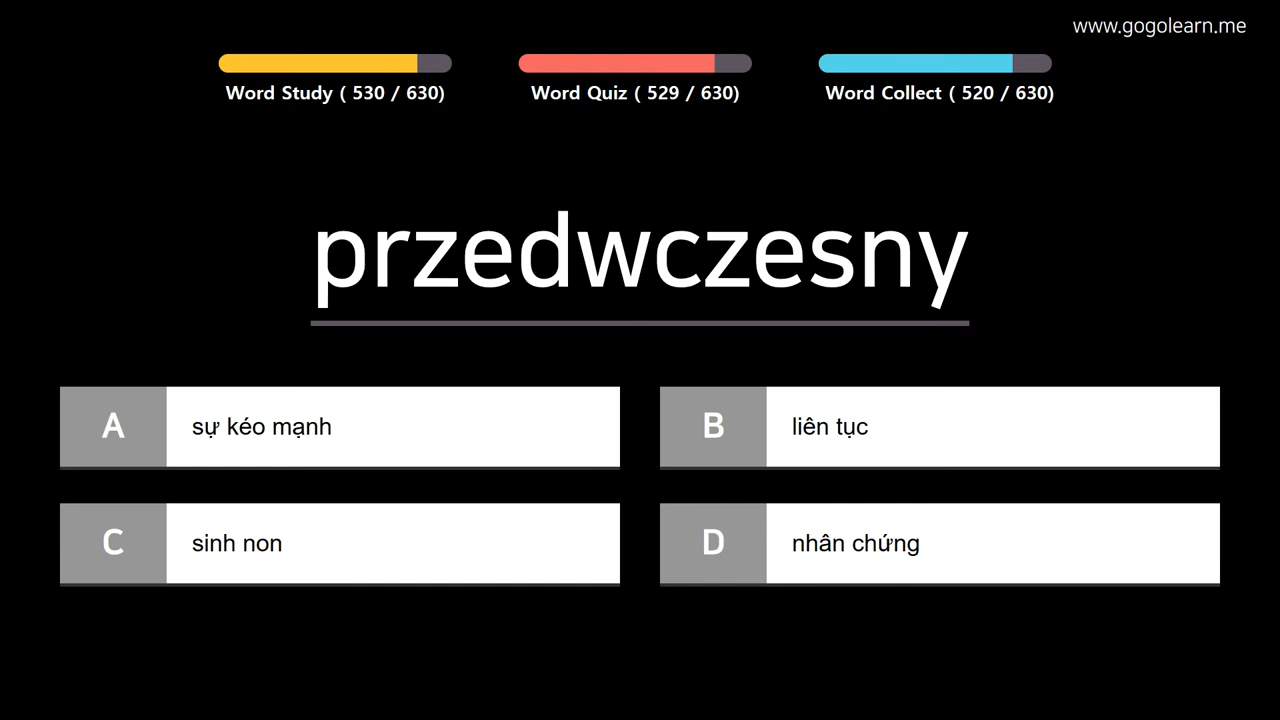 www.gogolearn.me
Word Study ( 530 / 630)
Word Quiz ( 529 / 630)
Word Collect ( 520 / 630)
przedwczesny
A sự kéo mạnh
B liên tục
C sinh non
D nhân chứng